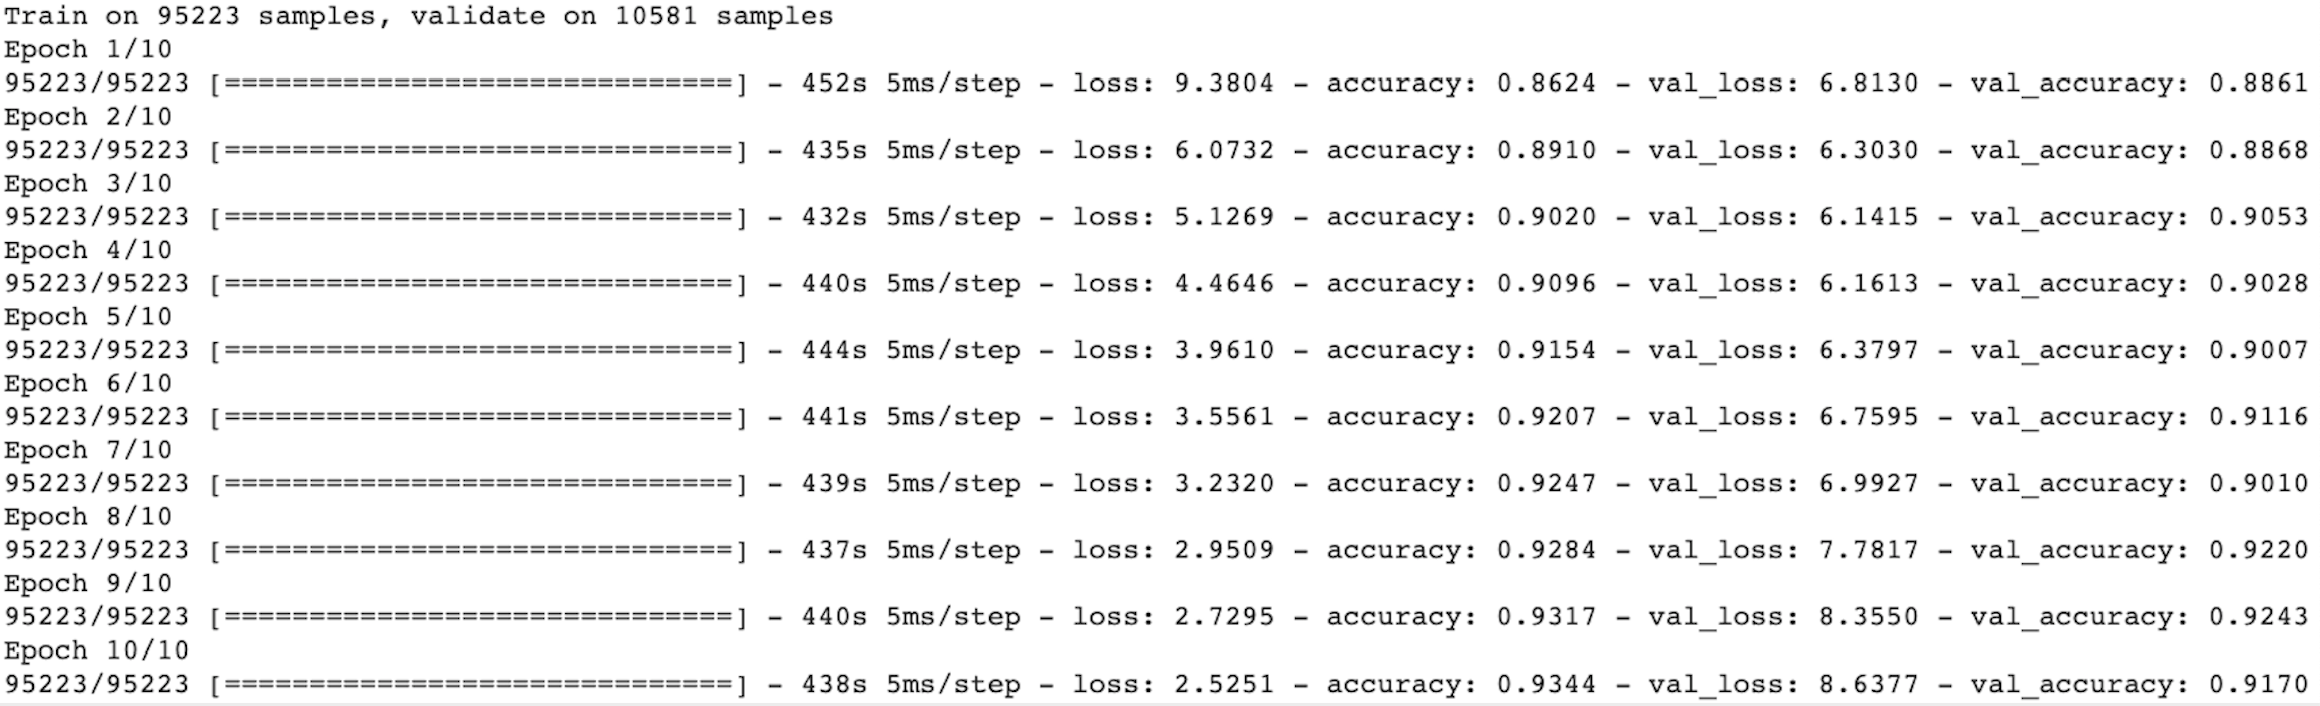 Train on 95223 samples, validate on 10581 samples
Epoch 1/10
95223/95223 [==============================] - 452s 5ms/step - loss: 9.3804 - accuracy: 0.8624 - val_loss: 6.8130 - val_accuracy: 0.8861
Epoch 2/10
95223/95223 [==============================] - 435s 5ms/step - loss: 6.0732 - accuracy: 0.8910 - val_loss: 6.3030 - val_accuracy: 0.8868
Epoch 3/10
95223/95223 [==============================] - 432s 5ms/step - loss: 5.1269 - accuracy: 0.9020 - val_loss: 6.1415 - val_accuracy: 0.9053
Epoch 4/10
95223/95223 [==============================] - 440s 5ms/step - loss: 4.4646 - accuracy: 0.9096 - val_loss: 6.1613 - val_accuracy: 0.9028
Epoch 5/10
95223/95223 [==============================] - 444s 5ms/step - loss: 3.9610 - accuracy: 0.9154 - val_loss: 6.3797 - val_accuracy: 0.9007
Epoch 6/10
95223/95223 [==============================] - 441s 5ms/step - loss: 3.5561 - accuracy: 0.9207 - val_loss: 6.7595 - val_accuracy: 0.9116
Epoch 7/10
95223/95223 [==============================] - 439s 5ms/step - loss: 3.2320 - accuracy: 0.9247 - val_loss: 6.9927 - val_accuracy: 0.9010
Epoch 8/10
95223/95223 [==============================] - 437s 5ms/step - loss: 2.9509 - accuracy: 0.9284 - val_loss: 7.7817 - val_accuracy: 0.9220
Epoch 9/10
95223/95223 [==============================] - 440s 5ms/step - loss: 2.7295 - accuracy: 0.9317 - val_loss: 8.3550 - val_accuracy: 0.9243
Epoch 10/10
95223/95223 [==============================] - 438s 5ms/step - loss: 2.5251 - accuracy: 0.9344 - val_loss: 8.6377 - val_accuracy: 0.9170